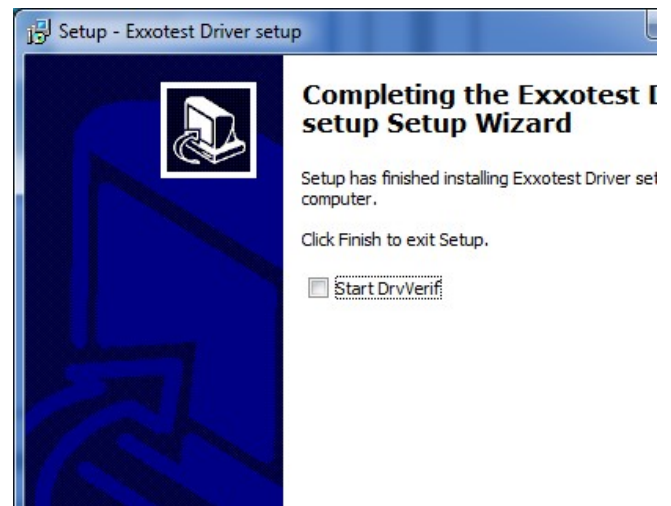 Setup - Exxotest Driver setup
Completing the Exxotest
setup Setup Wizard
Setup has finished installing Exxotest Driver
computer.
Click Finish to exit Setup.
Start DrvVerif